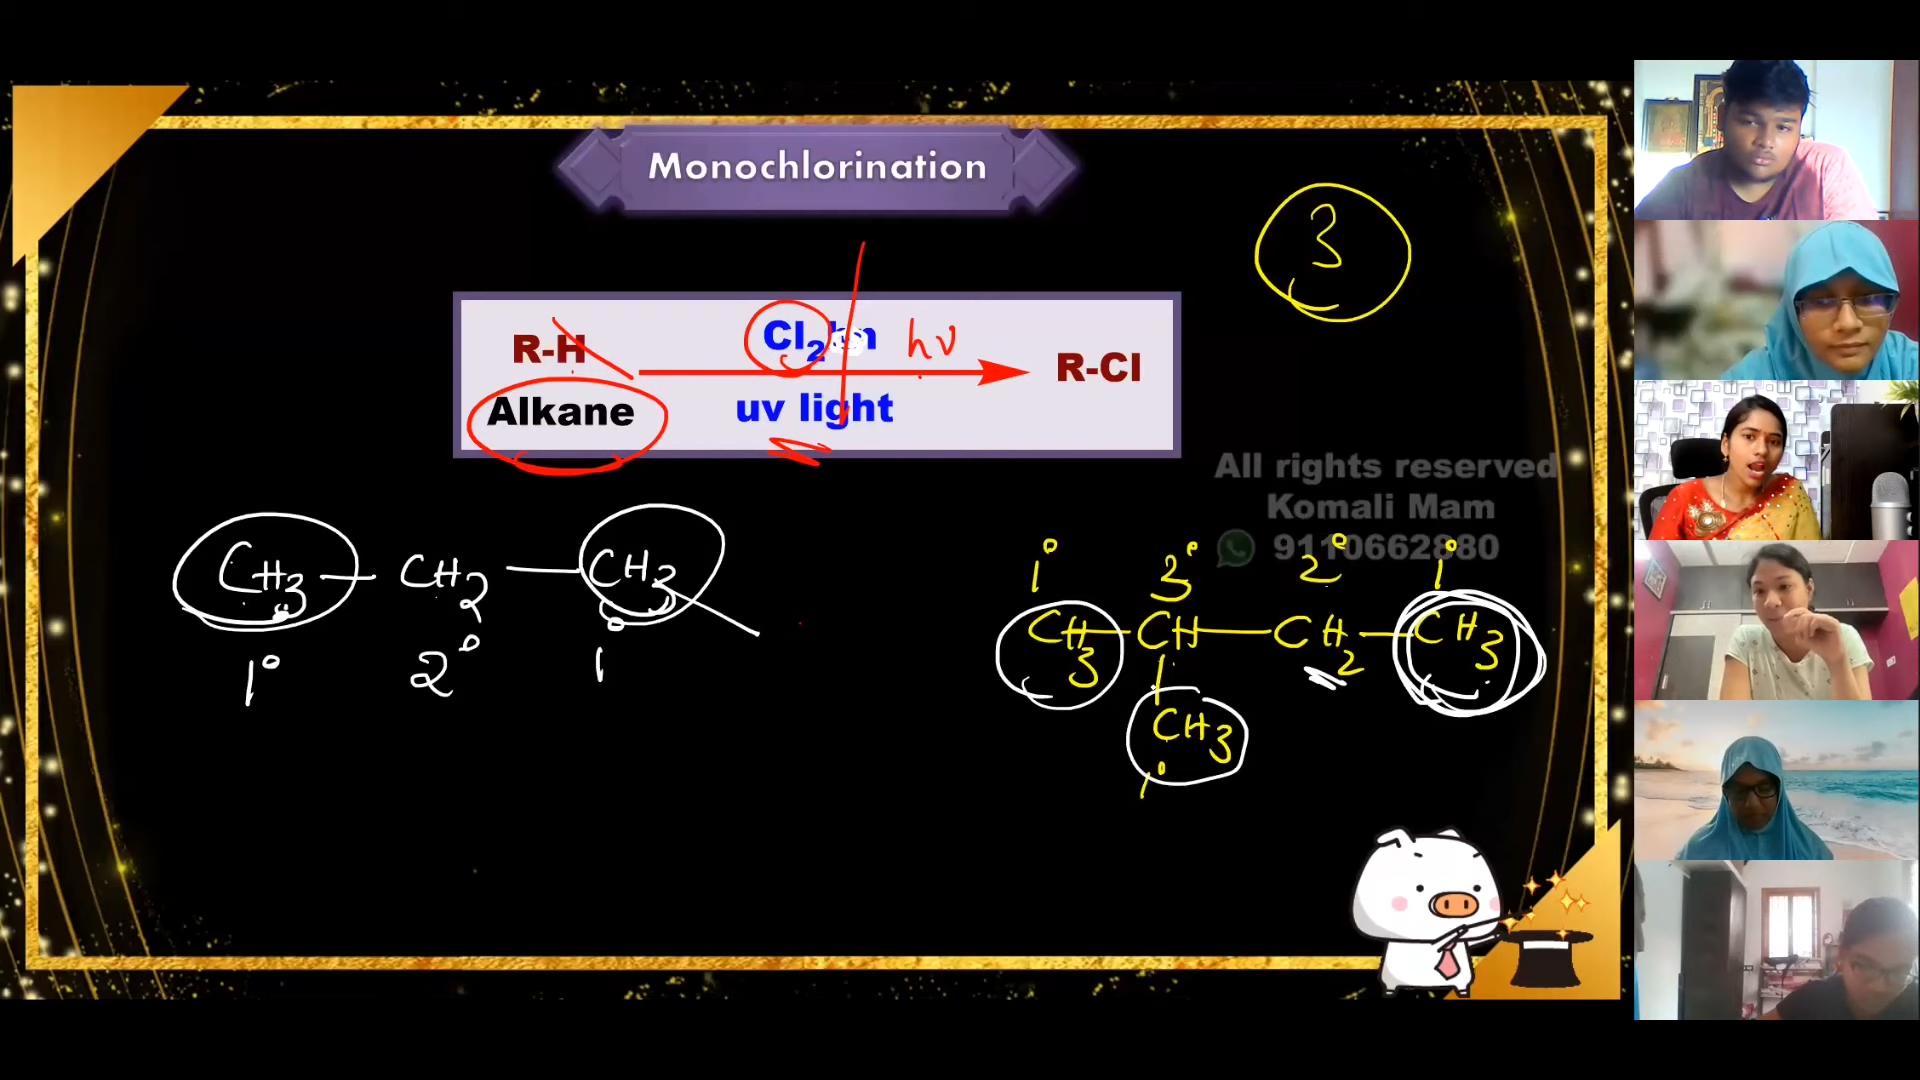 Monochlorination
3
R-H
Cl₂
hν
R-Cl
Alkane
uv light
All rights reserved
Komali Mam
9110662880
CH₃ — CH₂ — CH₃
1° 2° 1°
1° 3° 2° 1°
CH₃ — CH — CH₂ — CH₃
CH₃
1°